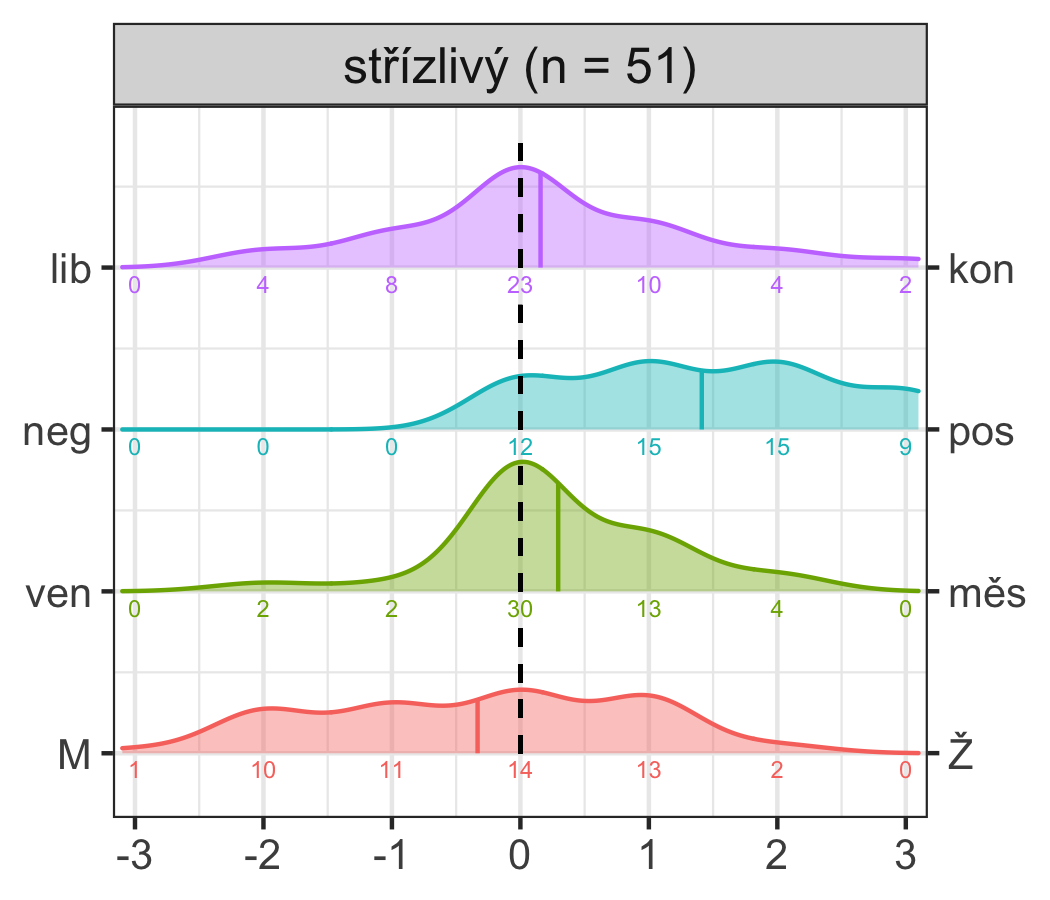 střízlivý (n = 51)
lib kon
0 4 8 23 10 4 2
neg pos
0 0 0 12 15 15 9
ven měs
0 2 2 30 13 4 0
M Ž
1 10 11 14 13 2 0
-3 -2 -1 0 1 2 3